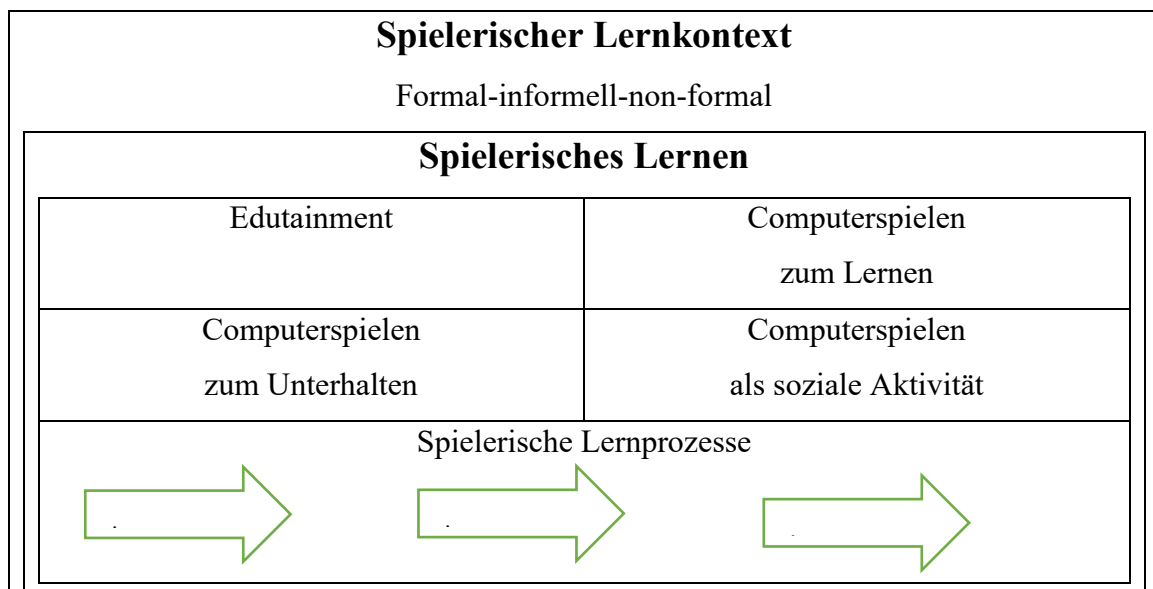 Spielerischer Lernkontext
Formal-informell-non-formal
Spielerisches Lernen
Edutainment
Computerspielen
zum Lernen
Computerspielen
zum Unterhalten
Computerspielen
als soziale Aktivität
Spielerische Lernprozesse
.
.
.